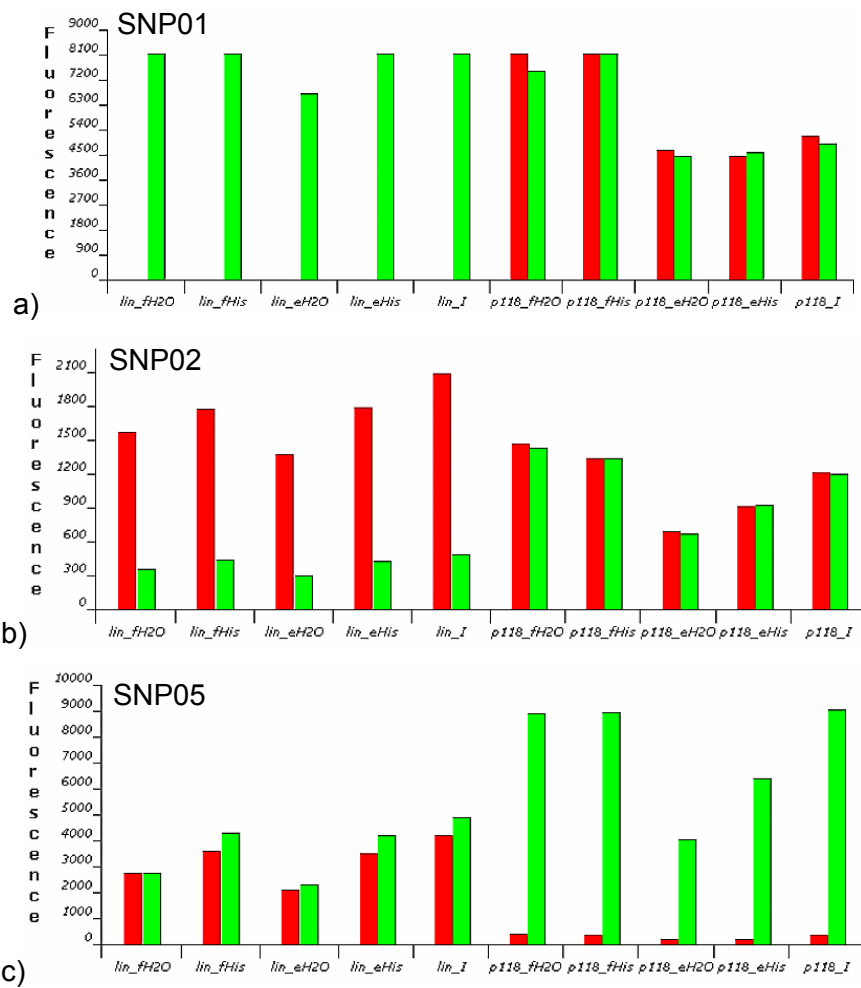 SNP01
Fluorescence
9000
8100
7200
6300
5400
4500
3600
2700
1800
900
0
lin_fH2O lin_fHis lin_eH2O lin_eHis lin_I p118_fH2O p118_fHis p118_eH2O p118_eHis p118_I
a)
SNP02
Fluorescence
2100
1800
1500
1200
900
600
300
0
lin_fH2O lin_fHis lin_eH2O lin_eHis lin_I p118_fH2O p118_fHis p118_eH2O p118_eHis p118_I
b)
SNP05
Fluorescence
10000
9000
8000
7000
6000
5000
4000
3000
2000
1000
0
lin_fH2O lin_fHis lin_eH2O lin_eHis lin_I p118_fH2O p118_fHis p118_eH2O p118_eHis p118_I
c)